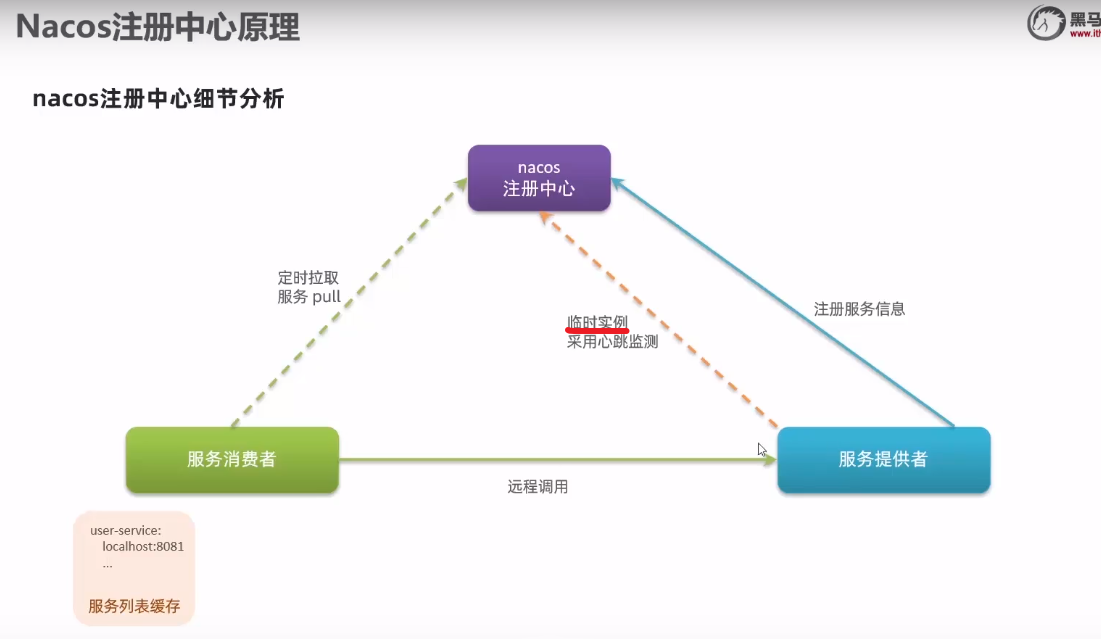 Nacos注册中心原理
黑马
www.ith
nacos注册中心细节分析
nacos
注册中心
定时拉取
服务 pull
临时实例
采用心跳监测
注册服务信息
服务消费者
服务提供者
远程调用
user-service:
localhost:8081
...
服务列表缓存